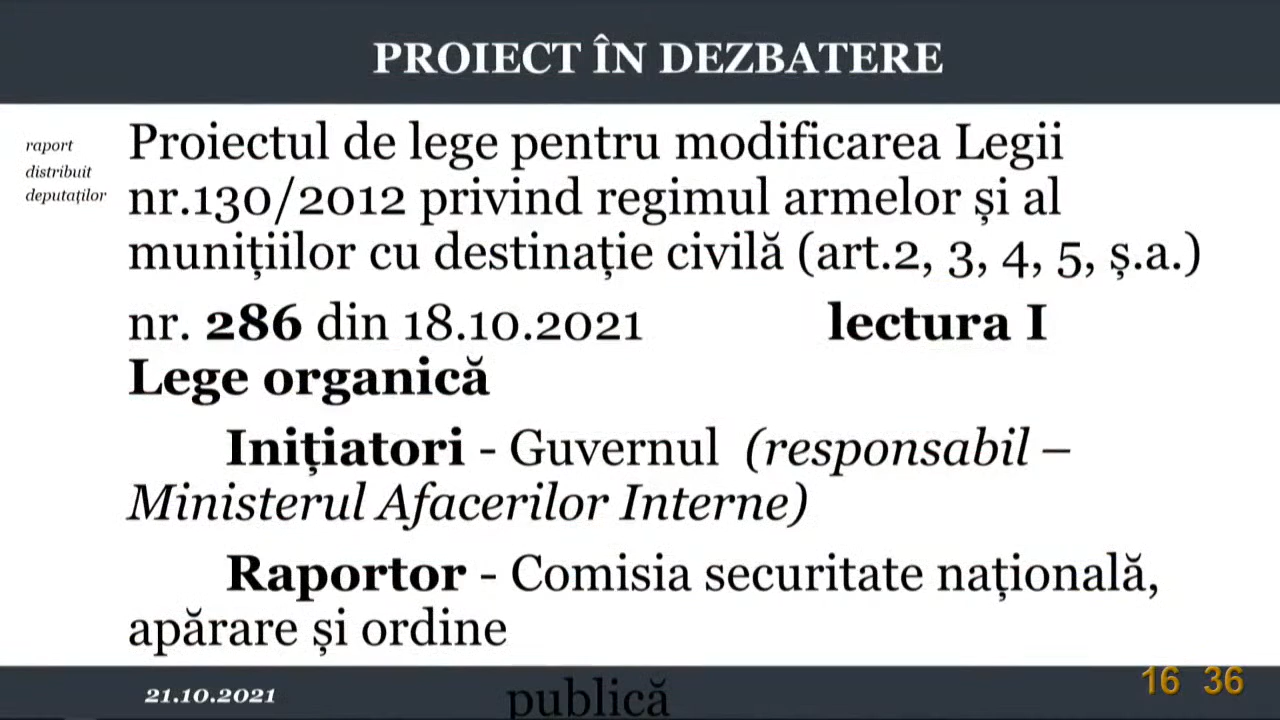 PROIECT ÎN DEZBATERE
raport
distribuit
deputaților
Proiectul de lege pentru modificarea Legii
nr.130/2012 privind regimul armelor și al
munițiilor cu destinație civilă (art.2, 3, 4, 5, ș.a.)
nr. 286 din 18.10.2021 lectura I
Lege organică
Inițiatori - Guvernul (responsabil –
Ministerul Afacerilor Interne)
Raportor - Comisia securitate națională,
apărare și ordine
publică
21.10.2021
16 36